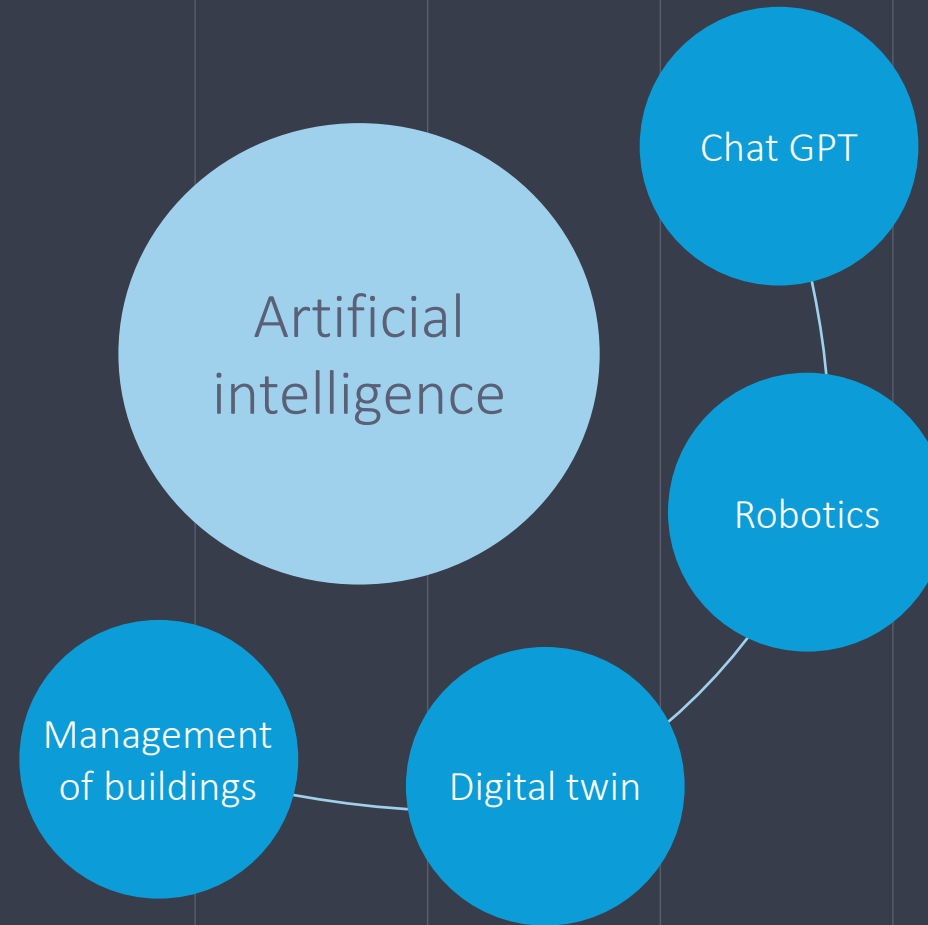 Artificial
intelligence
Chat GPT
Robotics
Digital twin
Management
of buildings